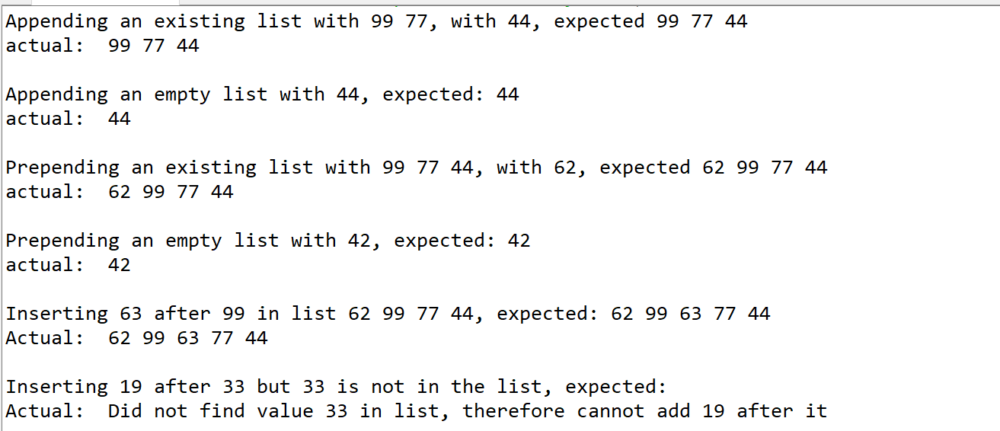 Appending an existing list with 99 77, with 44, expected 99 77 44
actual:  99 77 44
Appending an empty list with 44, expected: 44
actual:  44
Prepending an existing list with 99 77 44, with 62, expected 62 99 77 44
actual:  62 99 77 44
Prepending an empty list with 42, expected: 42
actual:  42
Inserting 63 after 99 in list 62 99 77 44, expected: 62 99 63 77 44
Actual:  62 99 63 77 44
Inserting 19 after 33 but 33 is not in the list, expected:
Actual:  Did not find value 33 in list, therefore cannot add 19 after it